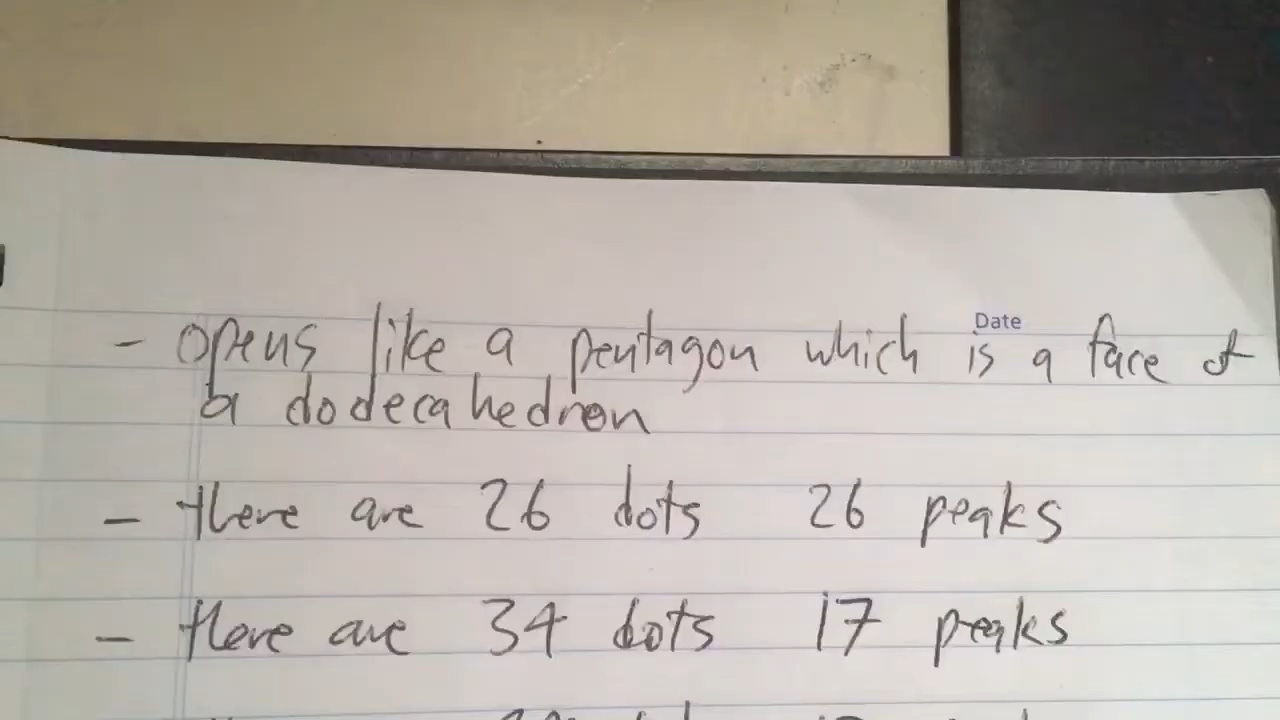 Date
- opens like a pentagon which is a face of
a dodecahedron
- there are 26 dots 26 peaks
- there are 34 dots 17 peaks